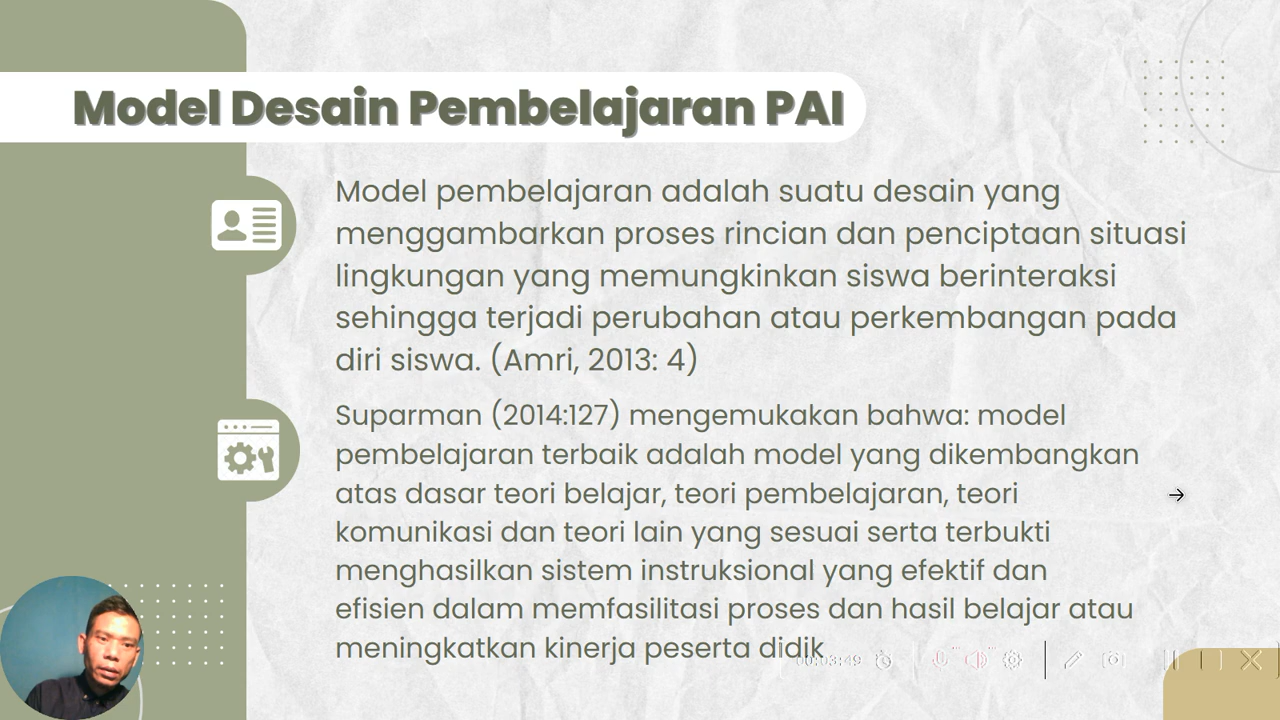 Model Desain Pembelajaran PAI
Model pembelajaran adalah suatu desain yang
menggambarkan proses rincian dan penciptaan situasi
lingkungan yang memungkinkan siswa berinteraksi
sehingga terjadi perubahan atau perkembangan pada
diri siswa. (Amri, 2013: 4)
Suparman (2014:127) mengemukakan bahwa: model
pembelajaran terbaik adalah model yang dikembangkan
atas dasar teori belajar, teori pembelajaran, teori
komunikasi dan teori lain yang sesuai serta terbukti
menghasilkan sistem instruksional yang efektif dan
efisien dalam memfasilitasi proses dan hasil belajar atau
meningkatkan kinerja peserta didik
00:03:49